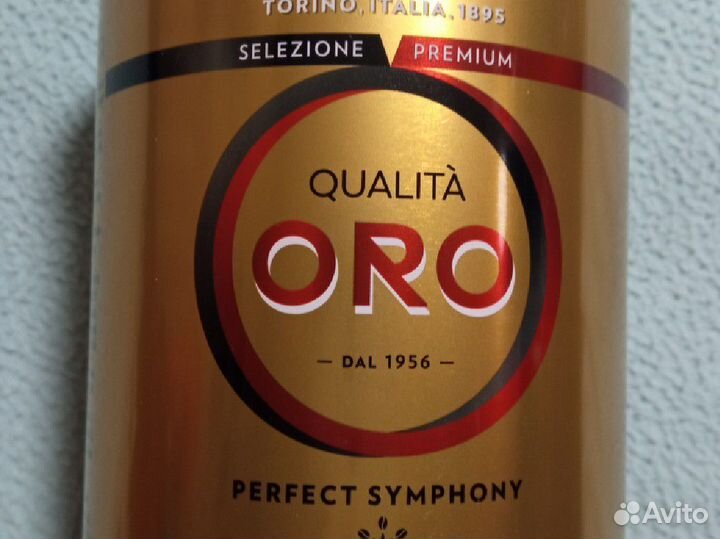 TORINO, ITALIA, 1895
SELEZIONE PREMIUM
QUALITÀ
ORO
— DAL 1956 —
PERFECT SYMPHONY
Avito